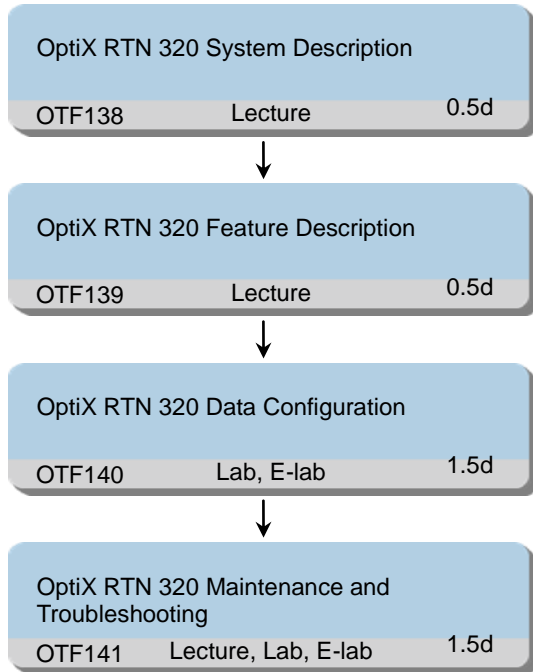 OptiX RTN 320 System Description
OTF138 Lecture 0.5d
OptiX RTN 320 Feature Description
OTF139 Lecture 0.5d
OptiX RTN 320 Data Configuration
OTF140 Lab, E-lab 1.5d
OptiX RTN 320 Maintenance and
Troubleshooting
OTF141 Lecture, Lab, E-lab 1.5d